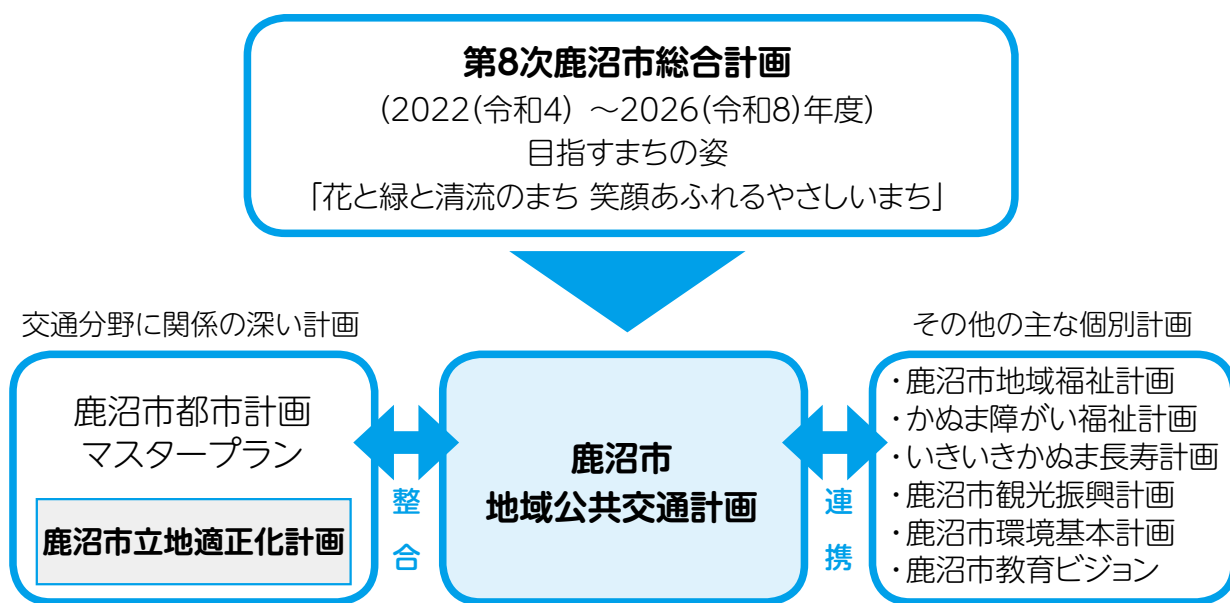 第8次鹿沼市総合計画
(2022(令和4) ～2026(令和8)年度)
目指すまちの姿
「花と緑と清流のまち 笑顔あふれるやさしいまち」
交通分野に関係の深い計画
鹿沼市都市計画
マスタープラン
鹿沼市立地適正化計画
整合
鹿沼市
地域公共交通計画
連携
その他の主な個別計画
・鹿沼市地域福祉計画
・かぬま障がい福祉計画
・いきいきかぬま長寿計画
・鹿沼市観光振興計画
・鹿沼市環境基本計画
・鹿沼市教育ビジョン